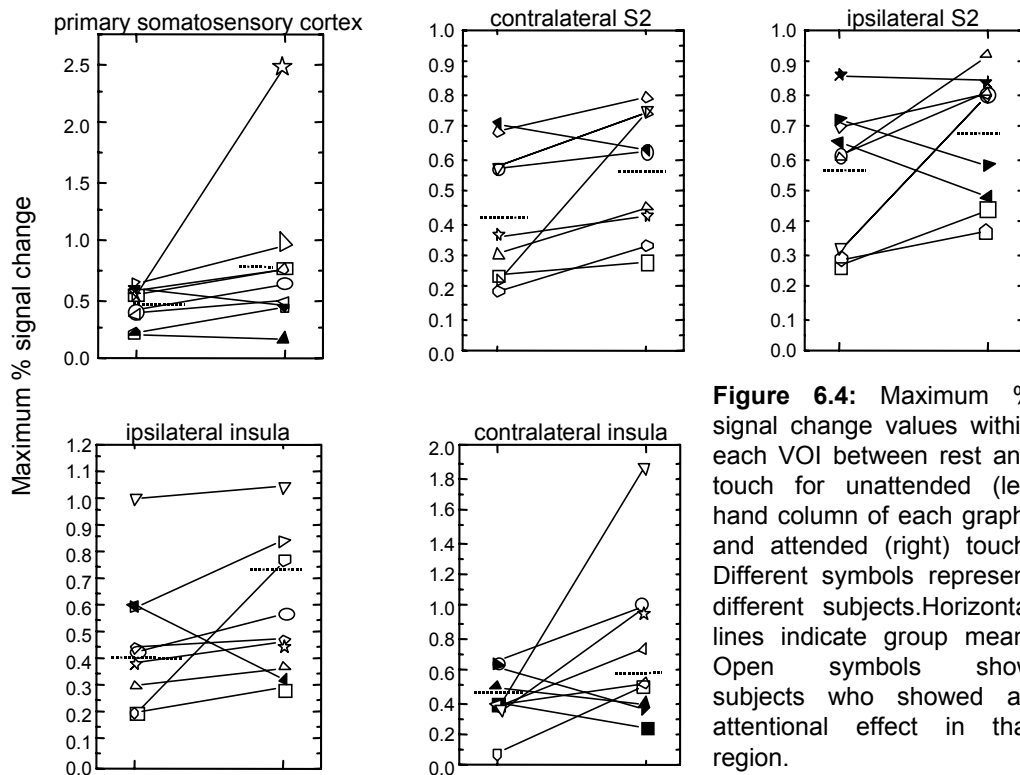 primary somatosensory cortex
2.5
2.0
1.5
1.0
0.5
0.0
contralateral S2
1.0
0.9
0.8
0.7
0.6
0.5
0.4
0.3
0.2
0.1
0.0
ipsilateral S2
1.0
0.9
0.8
0.7
0.6
0.5
0.4
0.3
0.2
0.1
0.0
Maximum % signal change
ipsilateral insula
1.2
1.1
1.0
0.9
0.8
0.7
0.6
0.5
0.4
0.3
0.2
0.1
0.0
contralateral insula
2.0
1.8
1.6
1.4
1.2
1.0
0.8
0.6
0.4
0.2
0.0
Figure 6.4: Maximum %
signal change values withi
each VOI between rest an
touch for unattended (le
hand column of each graph
and attended (right) touch
Different symbols represen
different subjects.Horizonta
lines indicate group mean
Open symbols show
subjects who showed a
attentional effect in tha
region.